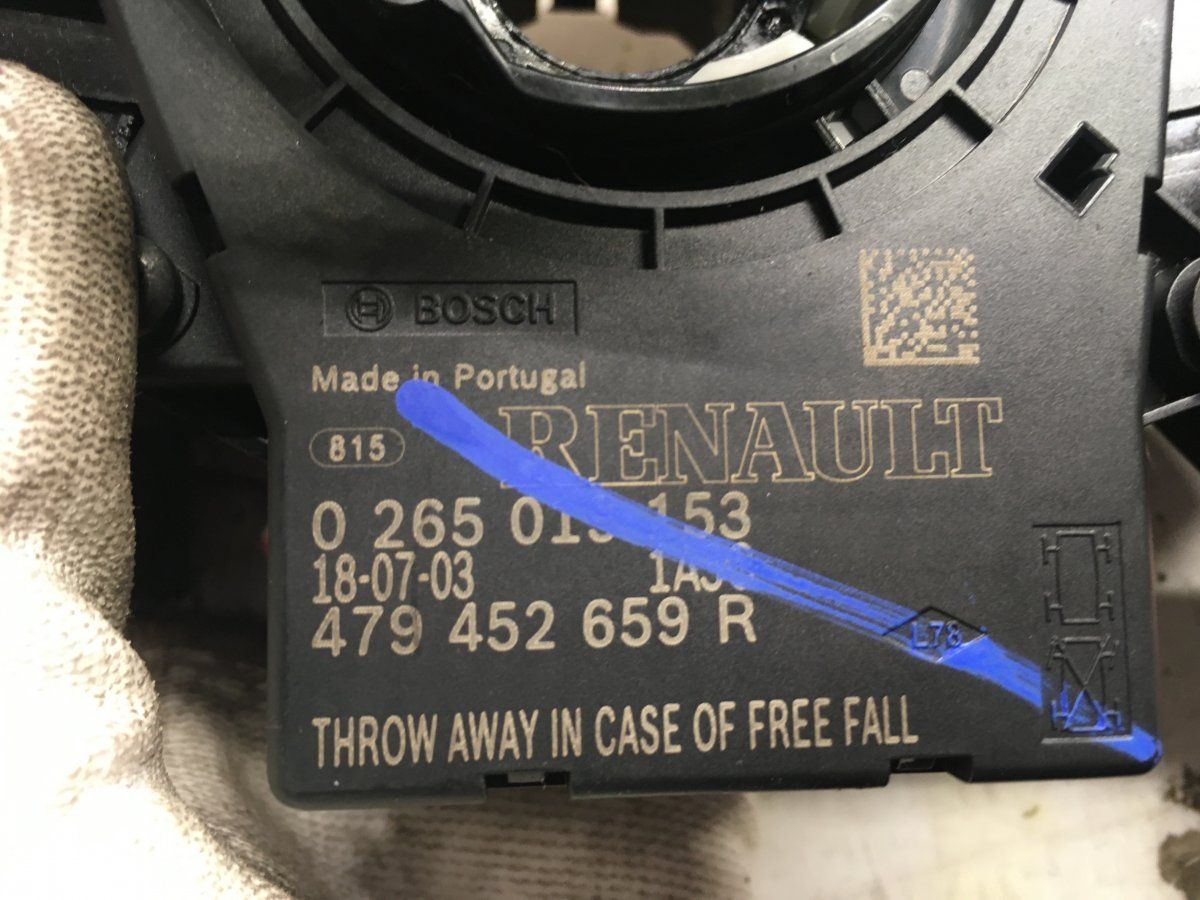 BOSCH
Made in Portugal
815
RENAULT
0 265 153
18-07-03
479 452 659 R
L78
THROW AWAY IN CASE OF FREE FALL